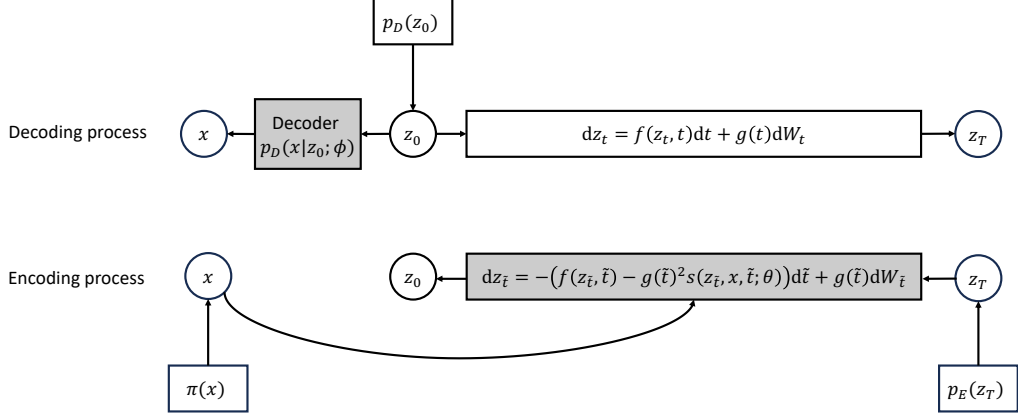 p_D(z_0)
Decoding process
x
Decoder
p_D(x|z_0; ϕ)
z_0
dz_t = f(z_t, t)dt + g(t)dW_t
z_T
Encoding process
x
z_0
dz_t̃ = −(f(z_t̃, t̃) − g(t̃)²s(z_t̃, x, t̃; θ))dt̃ + g(t̃)dW_t̃
z_T
π(x)
p_E(z_T)